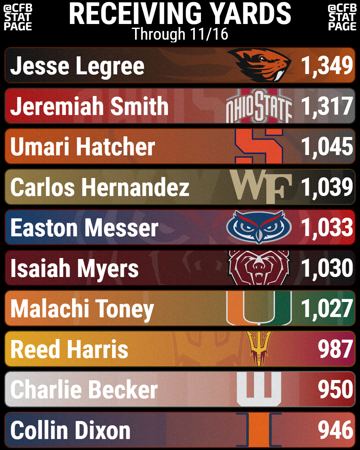 @CFB
STAT
PAGE
RECEIVING YARDS
Through 11/16
@CFB
STAT
PAGE
Jesse Legree 1,349
Jeremiah Smith OHIO STATE 1,317
Umari Hatcher S 1,045
Carlos Hernandez WF 1,039
Easton Messer 1,033
Isaiah Myers 1,030
Malachi Toney U 1,027
Reed Harris 987
Charlie Becker W 950
Collin Dixon I 946